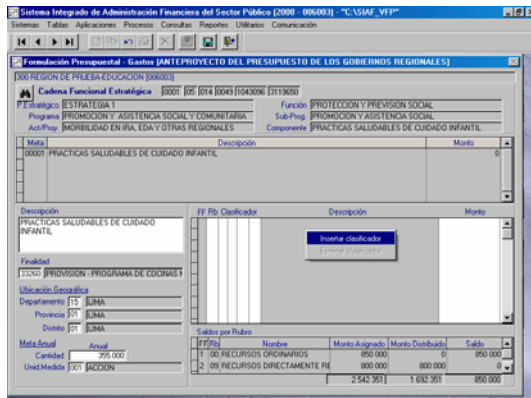 Sistema Integrado de Administración Financiera del Sector Público [2008 - 006003] - "C:\SIAF_VFP"
Sistemas Tablas Aplicaciones Procesos Consultas Reportes Utilitarios Comunicación
Formulación Presupuestal - Gastos [ANTEPROYECTO DEL PRESUPUESTO DE LOS GOBIERNOS REGIONALES]
300 REGION DE PRUEBA-EDUCACION [006003]
Cadena Funcional Estratégica 0001 05 014 0049 1043096 3119650
P.Estratégico ESTRATEGIA 1 Función PROTECCIÓN Y PREVISIÓN SOCIAL
Programa PROMOCION Y ASISTENCIA SOCIAL Y COMUNITARIA Sub-Prog. PROMOCION Y ASISTENCIA SOCIAL
Act/Proy. MORBILIDAD EN IRA, EDA Y OTRAS REGIONALES Componente PRACTICAS SALUDABLES DE CUIDADO INFANTIL
Meta Descripción Monto
00001 PRACTICAS SALUDABLES DE CUIDADO INFANTIL 0
Descripción FF Rb Clasificador Descripción Monto
PRACTICAS SALUDABLES DE CUIDADO
INFANTIL
Insertar clasificador
Eliminar clasificador
Finalidad
33260 PROVISION - PROGRAMA DE COCINAS
Ubicación Geográfica
Departamento 15 LIMA
Provincia 01 LIMA
Distrito 01 LIMA
Saldos por Rubro
Meta Anual Anual FF Rb Nombre Monto Asignado Monto Distribuido Saldo
Cantidad 355.000 1 00 RECURSOS ORDINARIOS 850 000 0 850 000
Unid.Medida 001 ACCION 2 09 RECURSOS DIRECTAMENTE RE 800 000 800 000 0
2 542 351 1 692 351 850 000